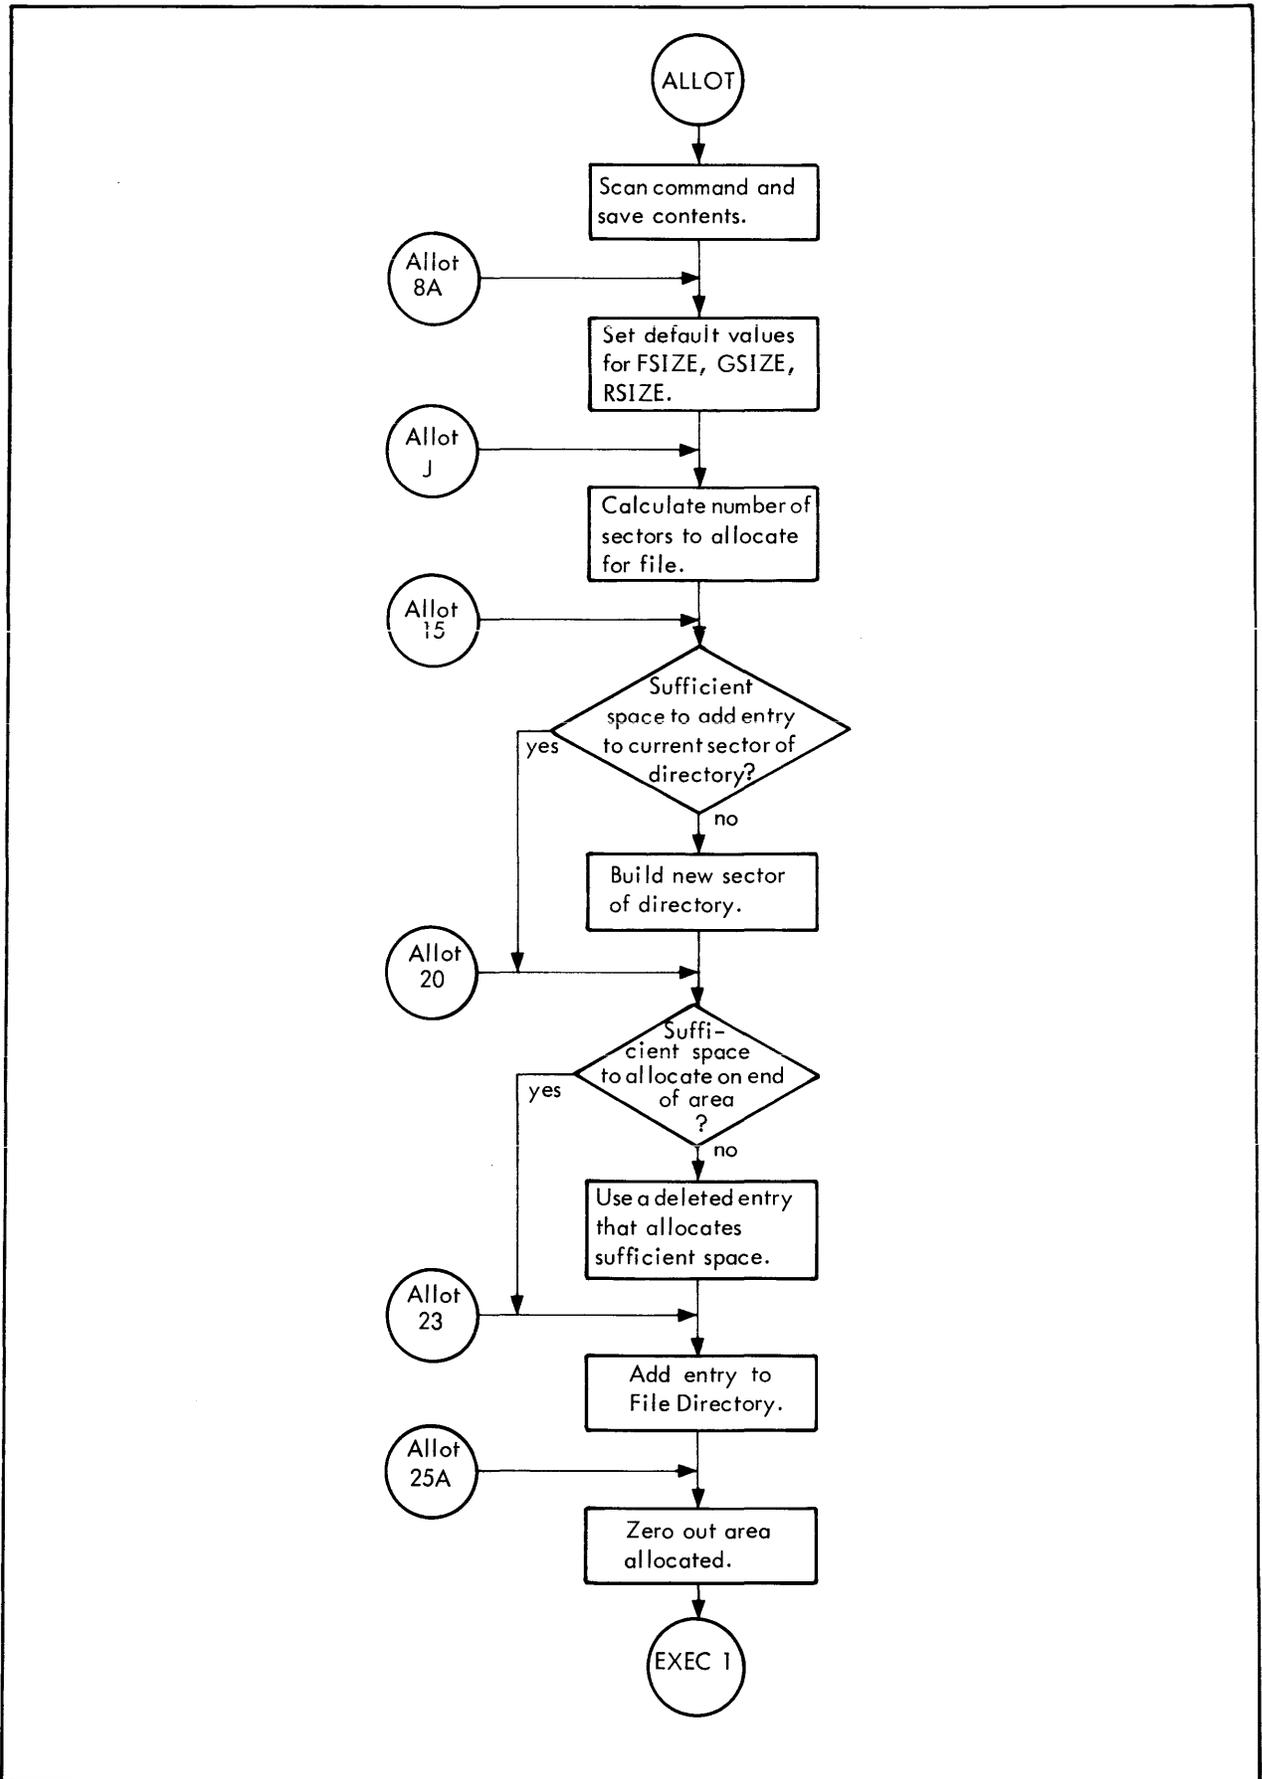 ALLOT
Scan command and
save contents.
Allot
8A
Set default values
for FSIZE, GSIZE,
RSIZE.
Allot
J
Calculate number of
sectors to allocate
for file.
Allot
15
Sufficient
space to add entry
to current sector of
directory?
yes
no
Build new sector
of directory.
Allot
20
Suffi-
cient space
to allocate on end
of area
?
yes
no
Use a deleted entry
that allocates
sufficient space.
Allot
23
Add entry to
File Directory.
Allot
25A
Zero out area
allocated.
EXEC 1